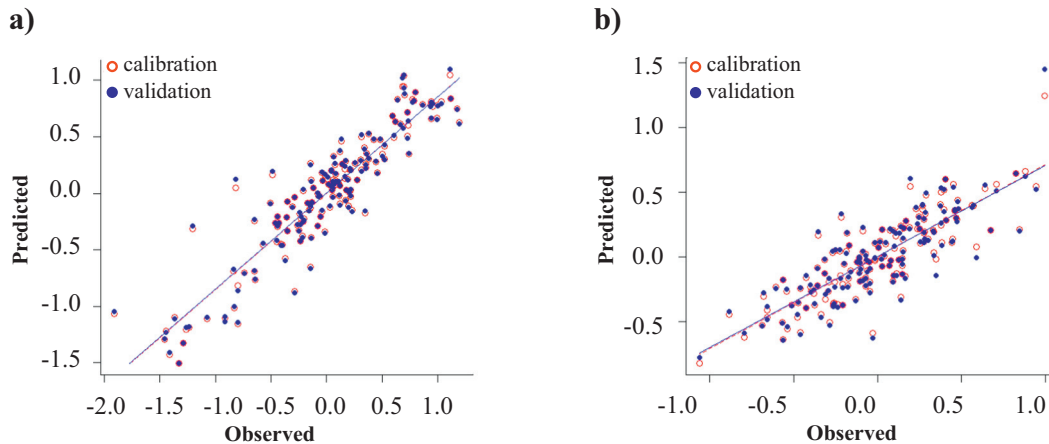 a)
calibration
validation
1.0
0.5
0.0
-0.5
-1.0
-1.5
Predicted
-2.0 -1.5 -1.0 -0.5 0.0 0.5 1.0
Observed
b)
calibration
validation
1.5
1.0
0.5
0.0
-0.5
Predicted
-1.0 -0.5 0.0 0.5 1.0
Observed